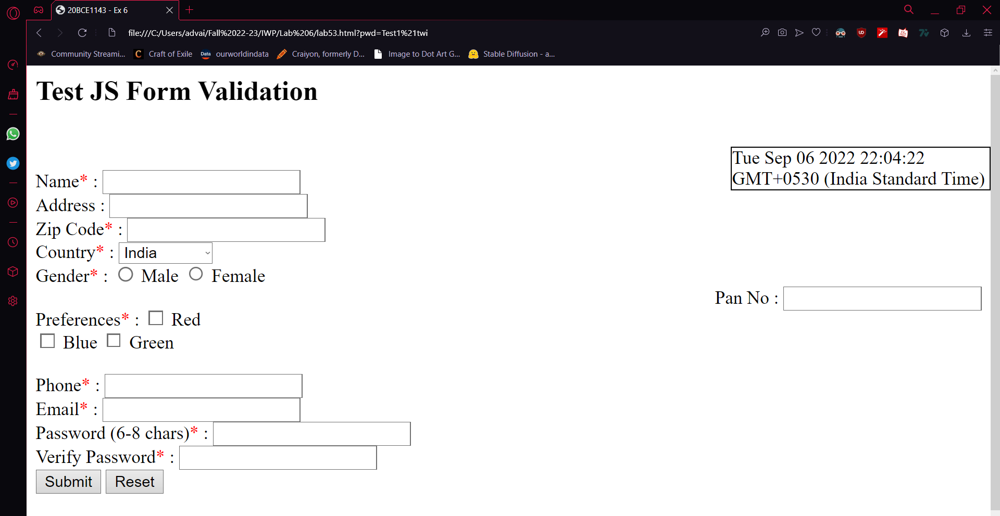 20BCE1143 - Ex 6
file:///C:/Users/advai/Fall%2022-23/IWP/Lab%206/lab53.html?pwd=Test1%21twi
Community Streami... Craft of Exile ourworldindata Craiyon, formerly D... Image to Dot Art G... Stable Diffusion - a...
Test JS Form Validation
Tue Sep 06 2022 22:04:22
GMT+0530 (India Standard Time)
Name* :
Address :
Zip Code* :
Country* : India
Gender* : Male Female
Pan No :
Preferences* : Red
Blue Green
Phone* :
Email* :
Password (6-8 chars)* :
Verify Password* :
Submit Reset